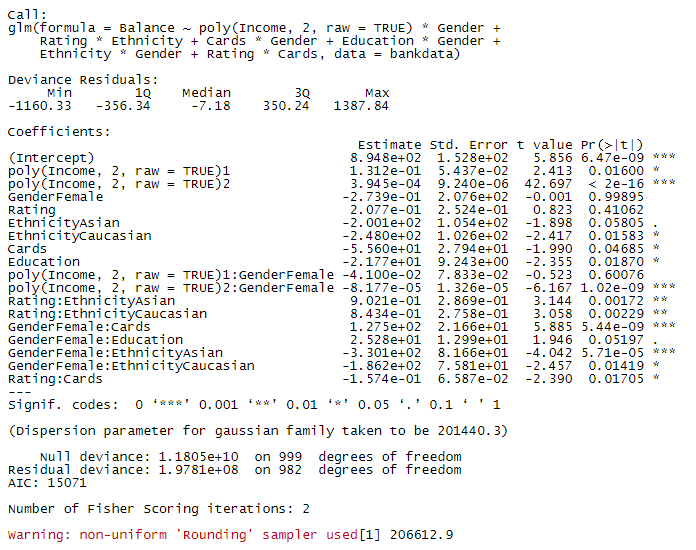 Call:
glm(formula = Balance ~ poly(Income, 2, raw = TRUE) * Gender +
    Rating * Ethnicity + Cards * Gender + Education * Gender +
    Ethnicity * Gender + Rating * Cards, data = bankdata)
Deviance Residuals:
     Min       1Q   Median       3Q      Max
-1160.33  -356.34    -7.18   350.24  1387.84
Coefficients:
                                           Estimate Std. Error t value Pr(>|t|)
(Intercept)                               8.948e+02  1.528e+02   5.856 6.47e-09 ***
poly(Income, 2, raw = TRUE)1              1.312e-01  5.437e-02   2.413  0.01600 *
poly(Income, 2, raw = TRUE)2              3.945e-04  9.240e-06  42.697  < 2e-16 ***
GenderFemale                             -2.739e-01  2.076e+02  -0.001  0.99895
Rating                                    2.077e-01  2.524e-01   0.823  0.41062
EthnicityAsian                           -2.001e+02  1.054e+02  -1.898  0.05805 .
EthnicityCaucasian                       -2.480e+02  1.026e+02  -2.417  0.01583 *
Cards                                    -5.560e+01  2.794e+01  -1.990  0.04685 *
Education                                -2.177e+01  9.243e+00  -2.355  0.01870 *
poly(Income, 2, raw = TRUE)1:GenderFemale -4.100e-02  7.833e-02  -0.523  0.60076
poly(Income, 2, raw = TRUE)2:GenderFemale -8.177e-05  1.326e-05  -6.167 1.02e-09 ***
Rating:EthnicityAsian                     9.021e-01  2.869e-01   3.144  0.00172 **
Rating:EthnicityCaucasian                 8.434e-01  2.758e-01   3.058  0.00229 **
GenderFemale:Cards                        1.275e+02  2.166e+01   5.885 5.44e-09 ***
GenderFemale:Education                    2.528e+01  1.299e+01   1.946  0.05197 .
GenderFemale:EthnicityAsian              -3.301e+02  8.166e+01  -4.042 5.71e-05 ***
GenderFemale:EthnicityCaucasian          -1.862e+02  7.581e+01  -2.457  0.01419 *
Rating:Cards                             -1.574e-01  6.587e-02  -2.390  0.01705 *
---
Signif. codes:  0 ‘***’ 0.001 ‘**’ 0.01 ‘*’ 0.05 ‘.’ 0.1 ‘ ’ 1
(Dispersion parameter for gaussian family taken to be 201440.3)
    Null deviance: 1.1805e+10  on 999  degrees of freedom
Residual deviance: 1.9781e+08  on 982  degrees of freedom
AIC: 15071
Number of Fisher Scoring iterations: 2
Warning: non-uniform 'Rounding' sampler used[1] 206612.9